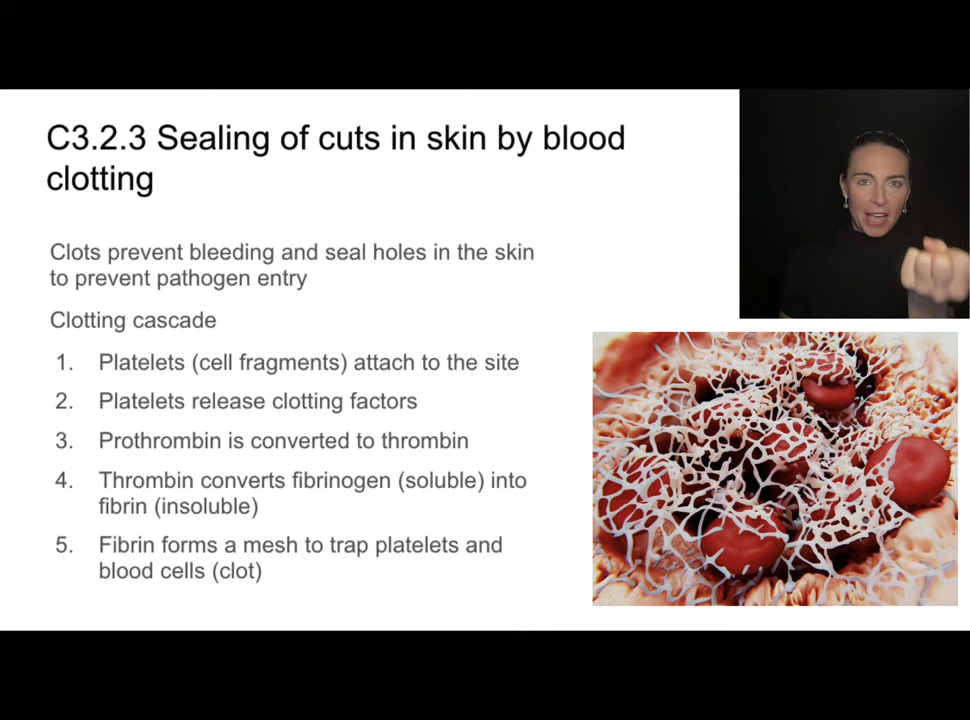 C3.2.3 Sealing of cuts in skin by blood
clotting
Clots prevent bleeding and seal holes in the skin
to prevent pathogen entry
Clotting cascade
1. Platelets (cell fragments) attach to the site
2. Platelets release clotting factors
3. Prothrombin is converted to thrombin
4. Thrombin converts fibrinogen (soluble) into
fibrin (insoluble)
5. Fibrin forms a mesh to trap platelets and
blood cells (clot)